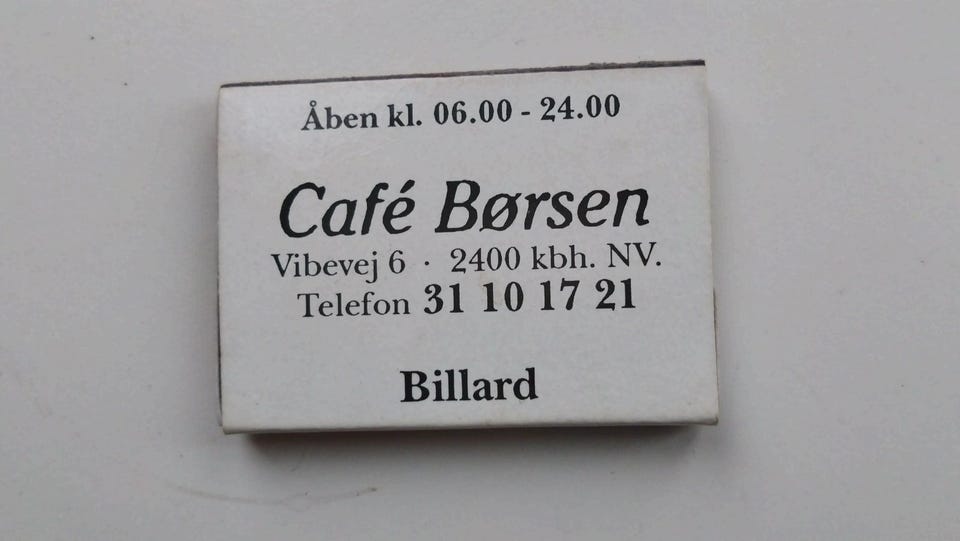 Åben kl. 06.00 - 24.00
Café Børsen
Vibevej 6 · 2400 kbh. NV.
Telefon 31 10 17 21
Billard